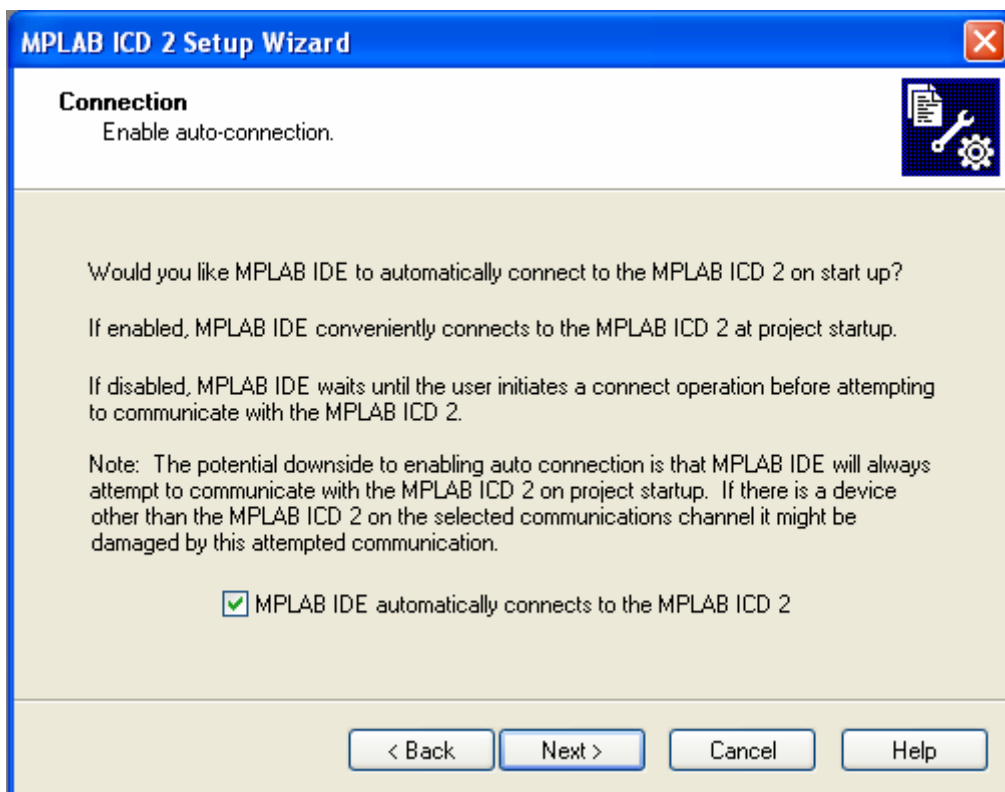 MPLAB ICD 2 Setup Wizard
Connection
Enable auto-connection.
Would you like MPLAB IDE to automatically connect to the MPLAB ICD 2 on start up?
If enabled, MPLAB IDE conveniently connects to the MPLAB ICD 2 at project startup.
If disabled, MPLAB IDE waits until the user initiates a connect operation before attempting
to communicate with the MPLAB ICD 2.
Note:  The potential downside to enabling auto connection is that MPLAB IDE will always
attempt to communicate with the MPLAB ICD 2 on project startup.  If there is a device
other than the MPLAB ICD 2 on the selected communications channel it might be
damaged by this attempted communication.
MPLAB IDE automatically connects to the MPLAB ICD 2
< Back Next > Cancel Help